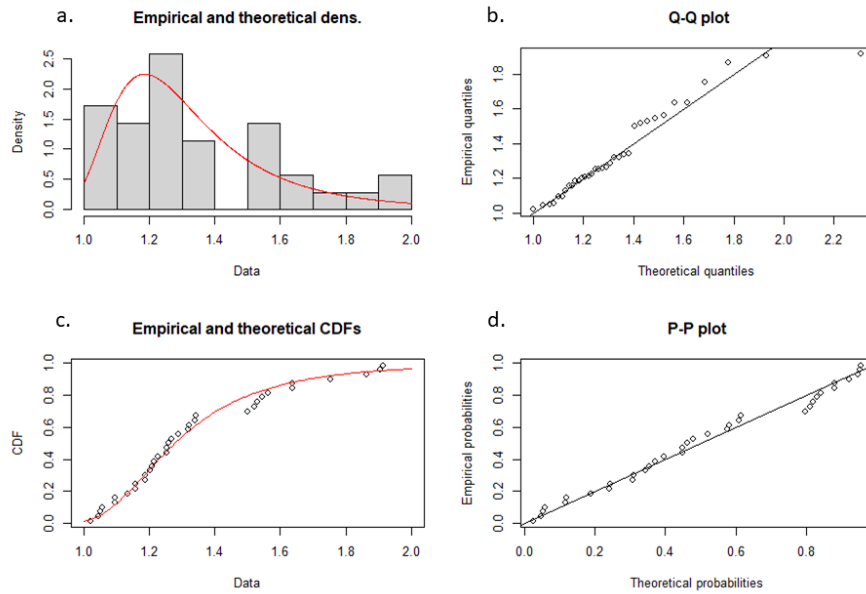 a.
Empirical and theoretical dens.
Density
0.0 0.5 1.0 1.5 2.0 2.5
1.0 1.2 1.4 1.6 1.8 2.0
Data
b.
Q-Q plot
Empirical quantiles
1.0 1.2 1.4 1.6 1.8
1.0 1.2 1.4 1.6 1.8 2.0 2.2
Theoretical quantiles
c.
Empirical and theoretical CDFs
CDF
0.0 0.2 0.4 0.6 0.8 1.0
1.0 1.2 1.4 1.6 1.8 2.0
Data
d.
P-P plot
Empirical probabilities
0.0 0.2 0.4 0.6 0.8 1.0
0.0 0.2 0.4 0.6 0.8
Theoretical probabilities